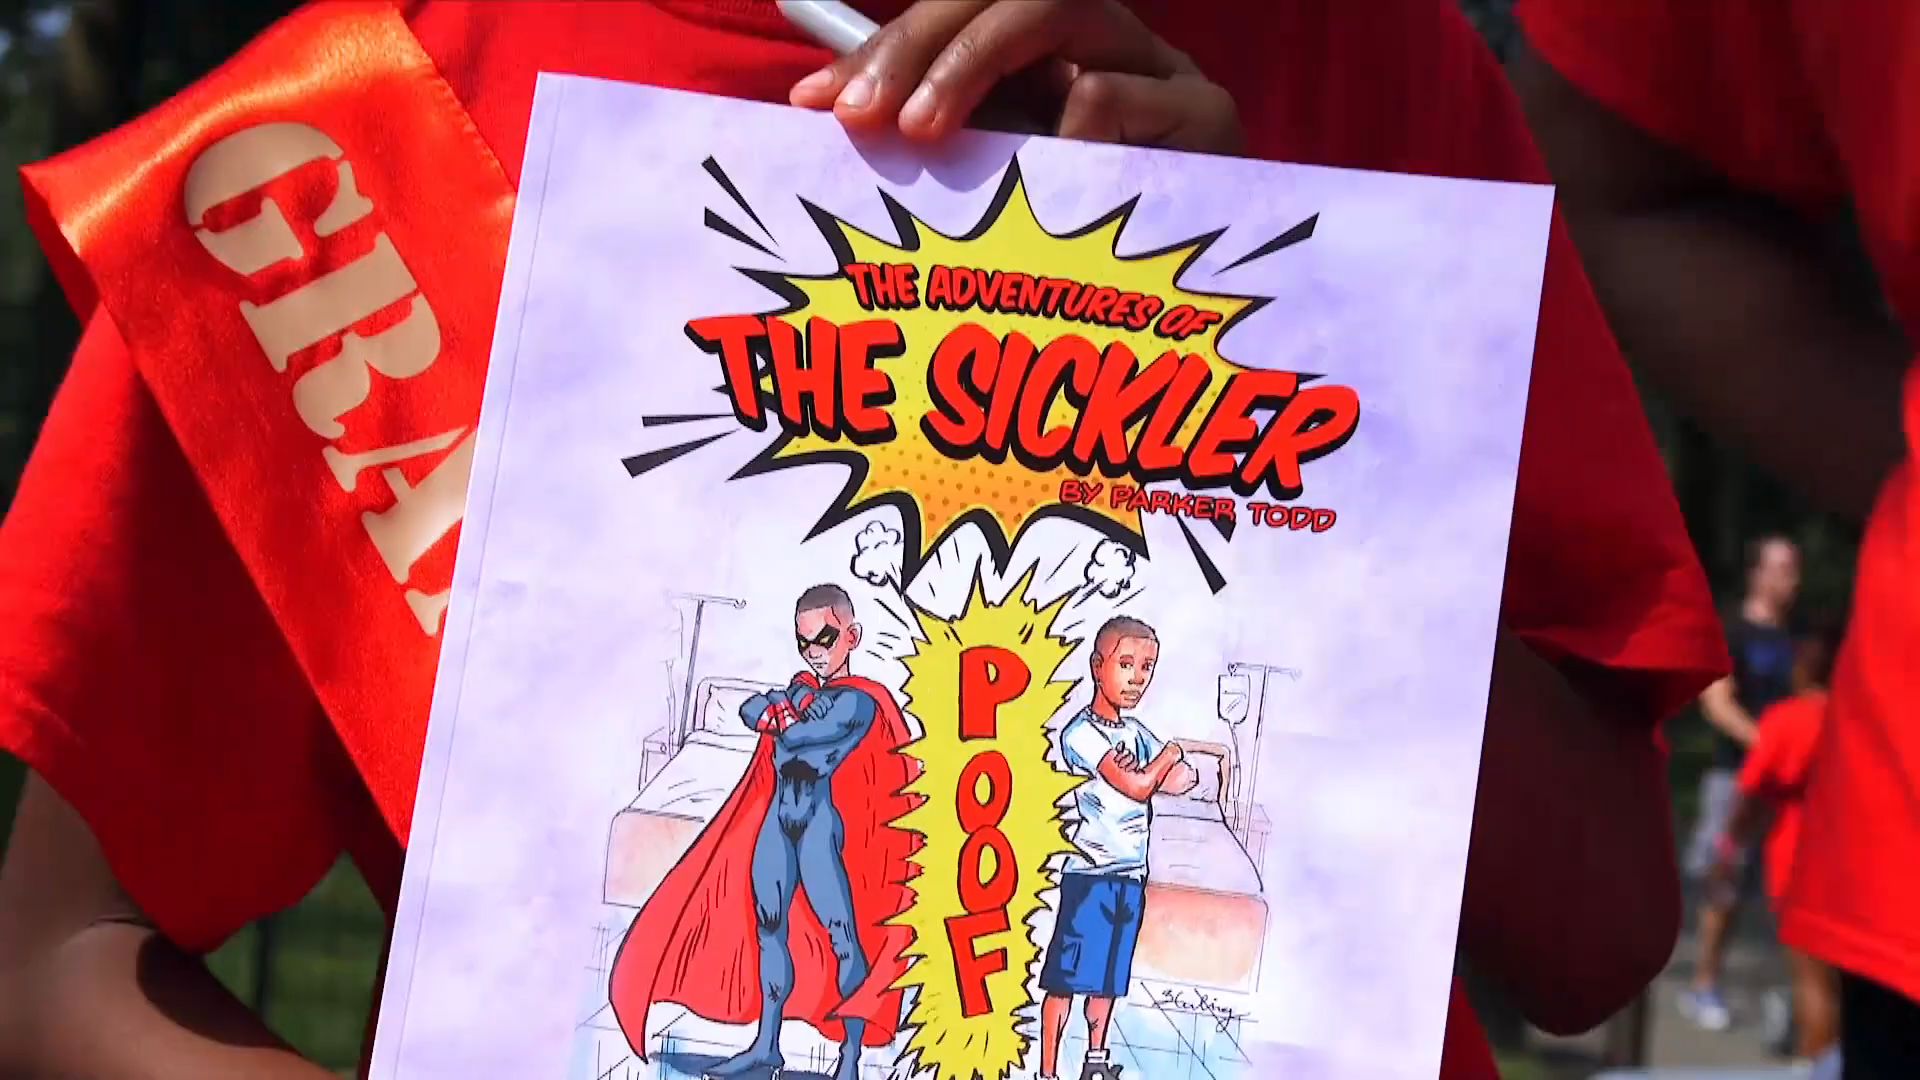 GRA
THE ADVENTURES OF
THE SICKLER
BY PARKER TODD
POOF